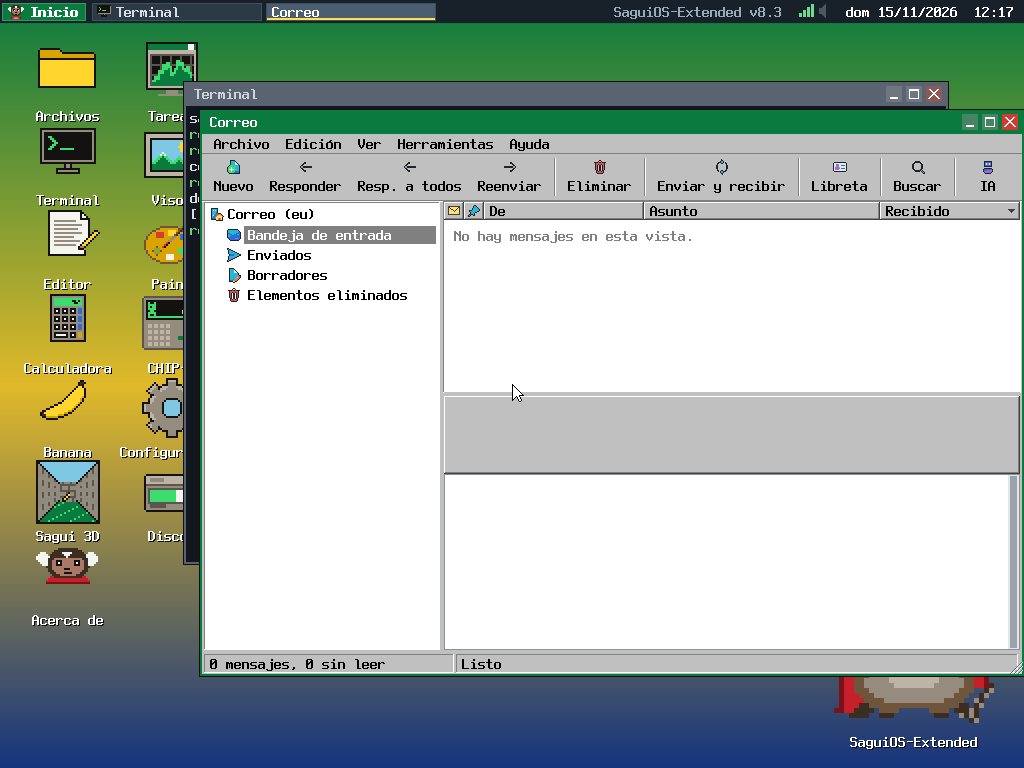 Inicio
Terminal
Correo
SaguiOS-Extended v8.3
dom 15/11/2026
12:17
Archivos
Terminal
Editor
Calculadora
CHIP
Banana
Sagui 3D
Acerca de
Terminal
Correo
Archivo Edición Ver Herramientas Ayuda
Nuevo Responder Resp. a todos Reenviar Eliminar Enviar y recibir Libreta Buscar IA
Correo (eu)
Bandeja de entrada
Enviados
Borradores
Elementos eliminados
De Asunto Recibido
No hay mensajes en esta vista.
0 mensajes, 0 sin leer
Listo
SaguiOS-Extended